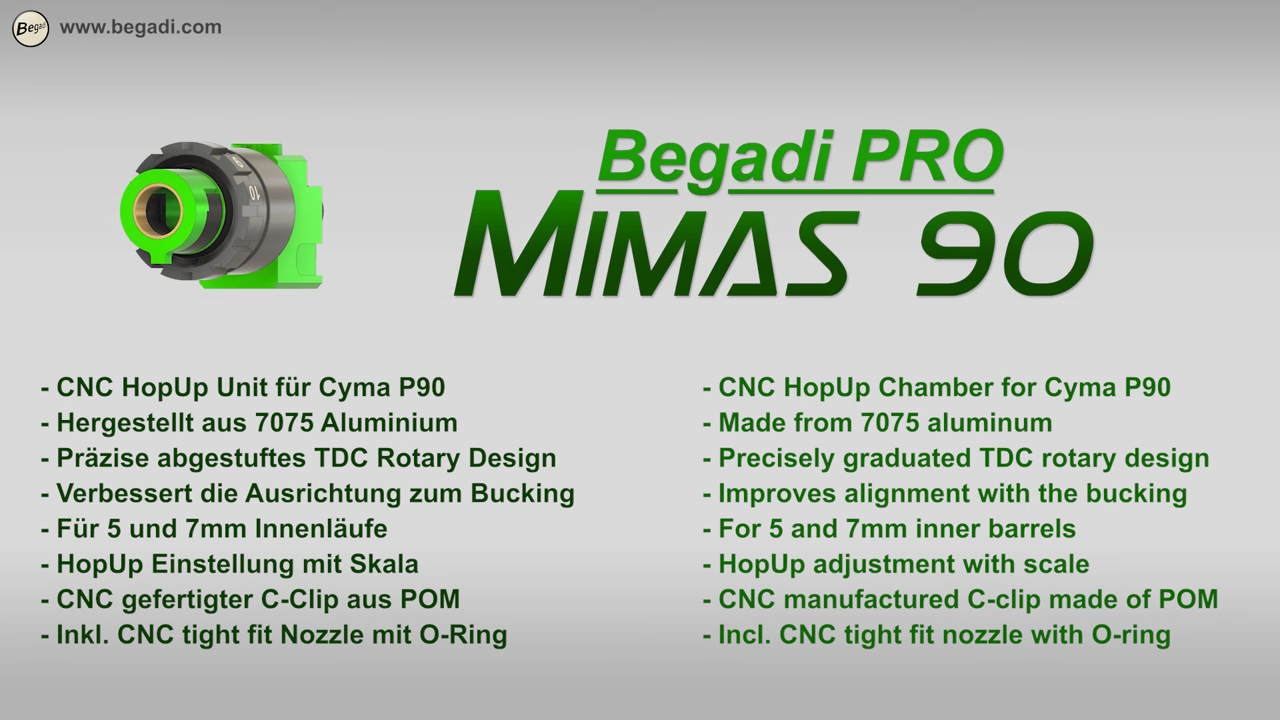 Begadi
www.begadi.com
Begadi PRO
MIMAS 90
10
- CNC HopUp Unit für Cyma P90
- Hergestellt aus 7075 Aluminium
- Präzise abgestuftes TDC Rotary Design
- Verbessert die Ausrichtung zum Bucking
- Für 5 und 7mm Innenläufe
- HopUp Einstellung mit Skala
- CNC gefertigter C-Clip aus POM
- Inkl. CNC tight fit Nozzle mit O-Ring
- CNC HopUp Chamber for Cyma P90
- Made from 7075 aluminum
- Precisely graduated TDC rotary design
- Improves alignment with the bucking
- For 5 and 7mm inner barrels
- HopUp adjustment with scale
- CNC manufactured C-clip made of POM
- Incl. CNC tight fit nozzle with O-ring